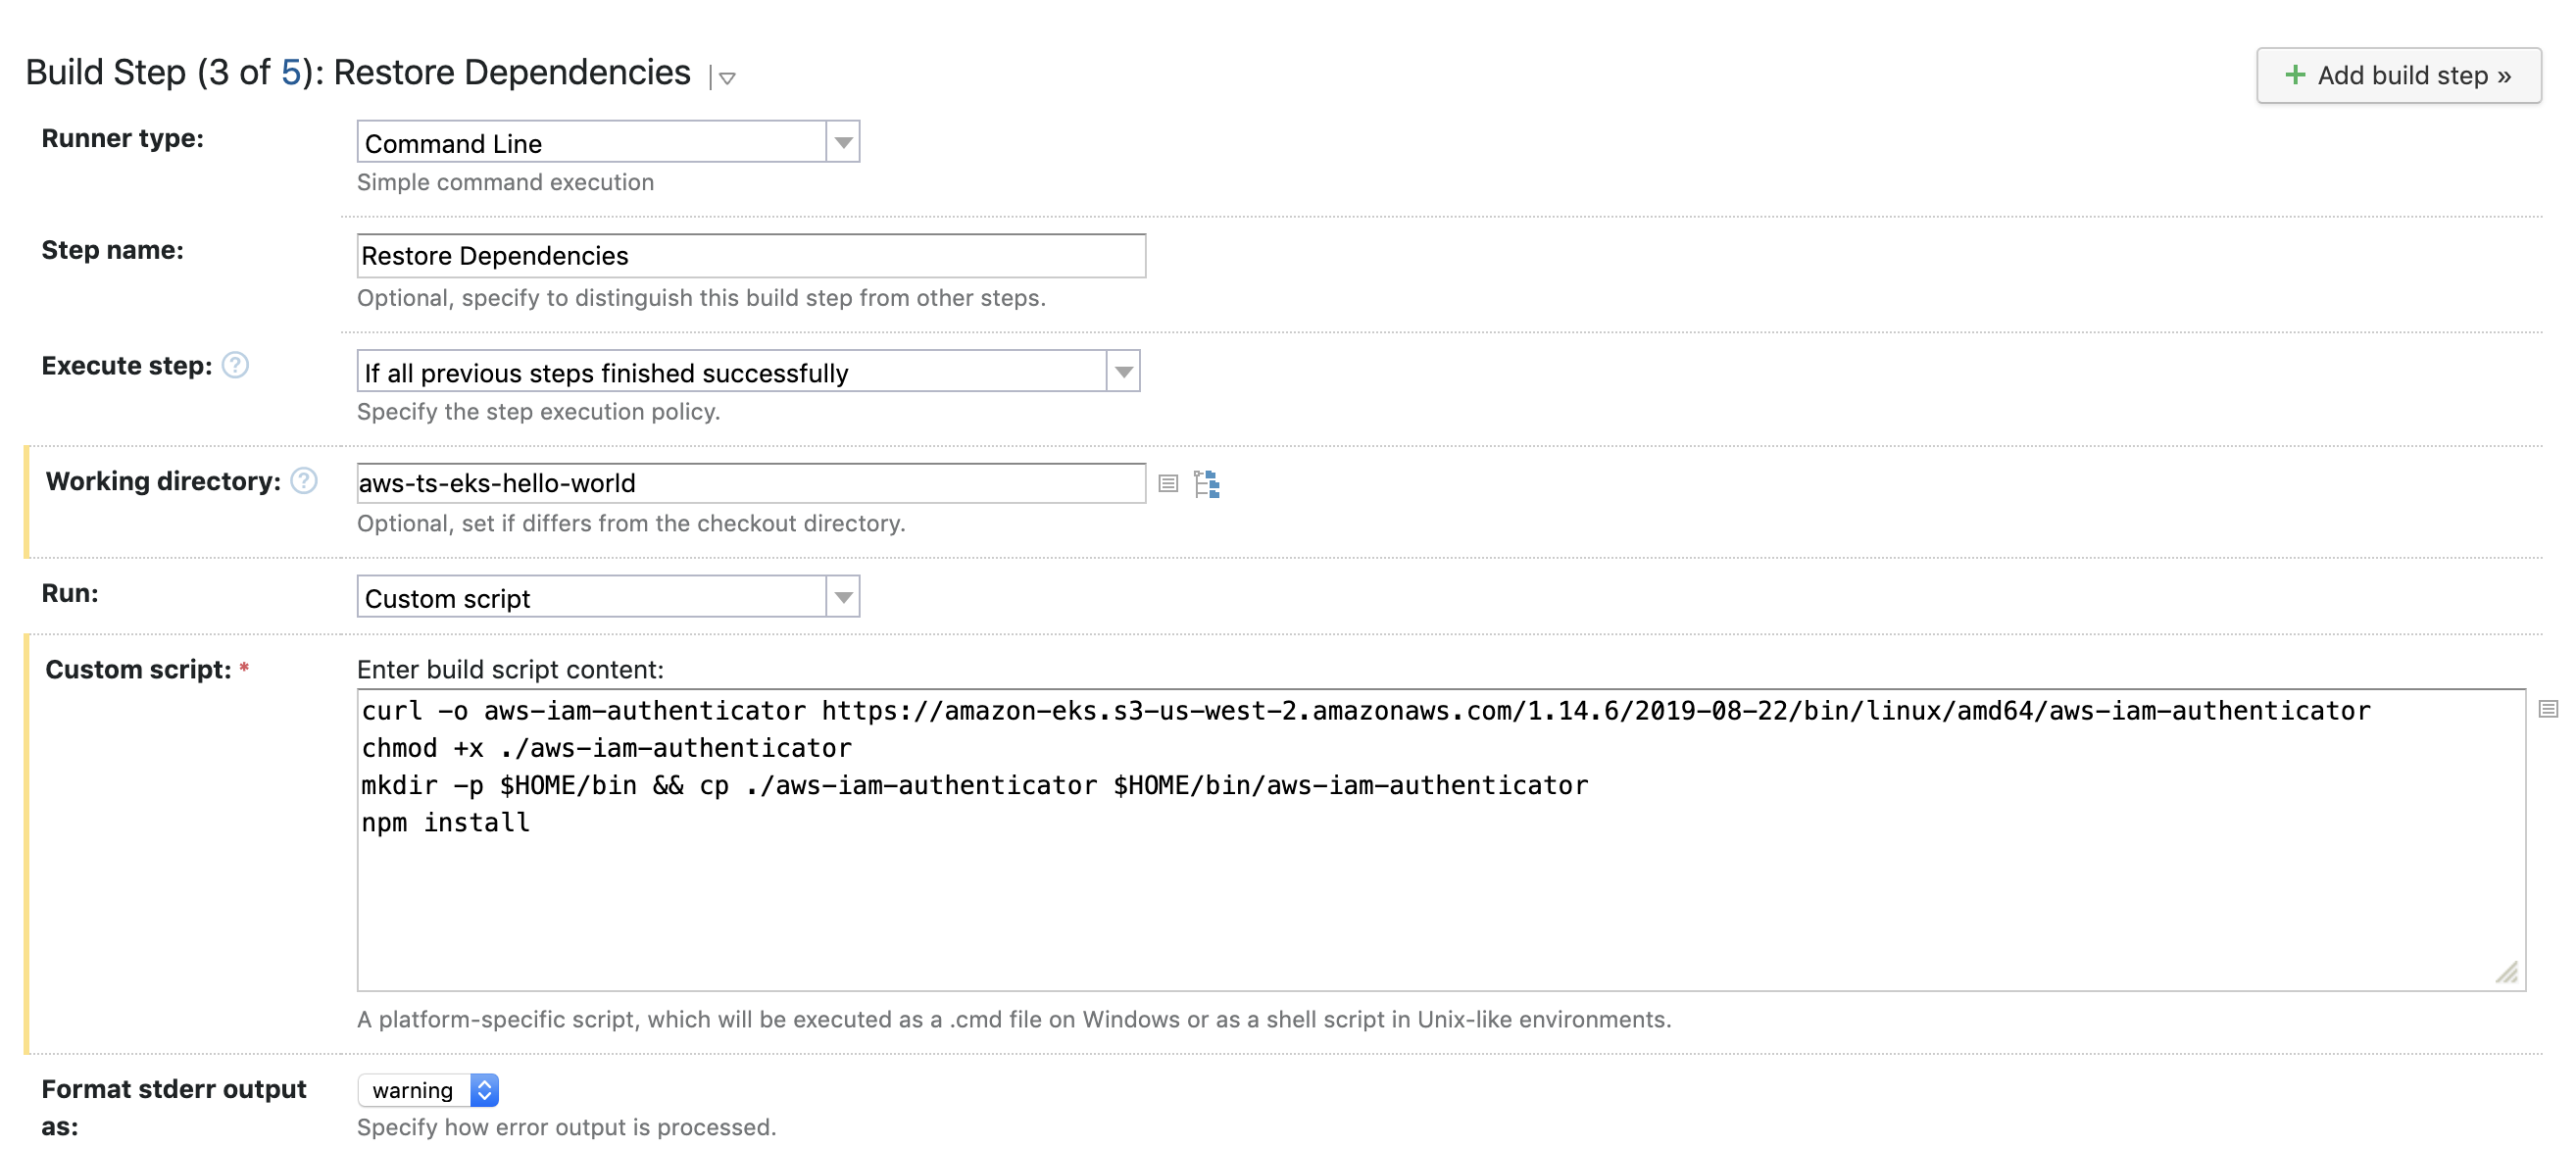 Build Step (3 of 5): Restore Dependencies
+ Add build step »
Runner type:
Command Line
Simple command execution
Step name:
Restore Dependencies
Optional, specify to distinguish this build step from other steps.
Execute step: ?
If all previous steps finished successfully
Specify the step execution policy.
Working directory: ?
aws-ts-eks-hello-world
Optional, set if differs from the checkout directory.
Run:
Custom script
Custom script: *
Enter build script content:
curl -o aws-iam-authenticator https://amazon-eks.s3-us-west-2.amazonaws.com/1.14.6/2019-08-22/bin/linux/amd64/aws-iam-authenticator
chmod +x ./aws-iam-authenticator
mkdir -p $HOME/bin && cp ./aws-iam-authenticator $HOME/bin/aws-iam-authenticator
npm install
A platform-specific script, which will be executed as a .cmd file on Windows or as a shell script in Unix-like environments.
Format stderr output
as:
warning
Specify how error output is processed.